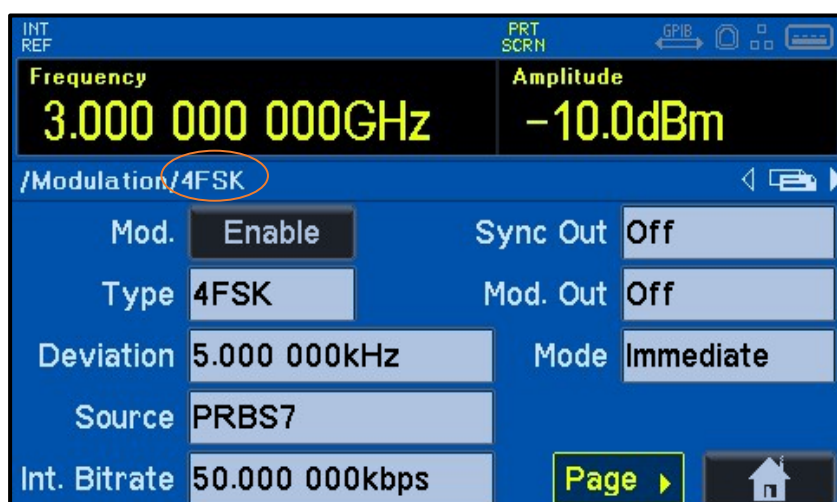 INT
REF
PRT
SCRN
GPIB
Frequency
3.000 000 000GHz
Amplitude
-10.0dBm
/Modulation/4FSK
Mod. Enable
Sync Out Off
Type 4FSK
Mod. Out Off
Deviation 5.000 000kHz
Mode Immediate
Source PRBS7
Int. Bitrate 50.000 000kbps
Page